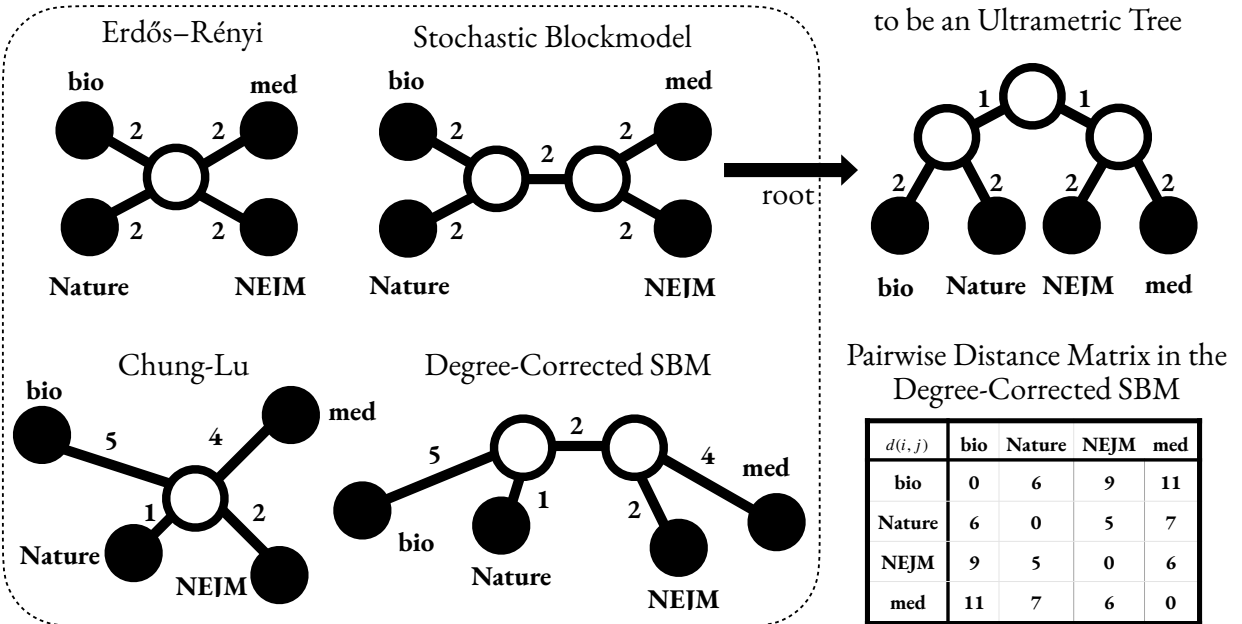 Erdős–Rényi
bio
med
2
2
2
2
Nature
NEJM
Stochastic Blockmodel
bio
med
2
2
2
2
2
Nature
NEJM
root
to be an Ultrametric Tree
1
1
2
2
2
2
bio
Nature
NEJM
med
Chung-Lu
bio
med
5
4
1
2
Nature
NEJM
Degree-Corrected SBM
2
5
4
med
1
2
bio
Nature
NEJM
Pairwise Distance Matrix in the
Degree-Corrected SBM
d(i, j) bio Nature NEJM med
bio 0 6 9 11
Nature 6 0 5 7
NEJM 9 5 0 6
med 11 7 6 0